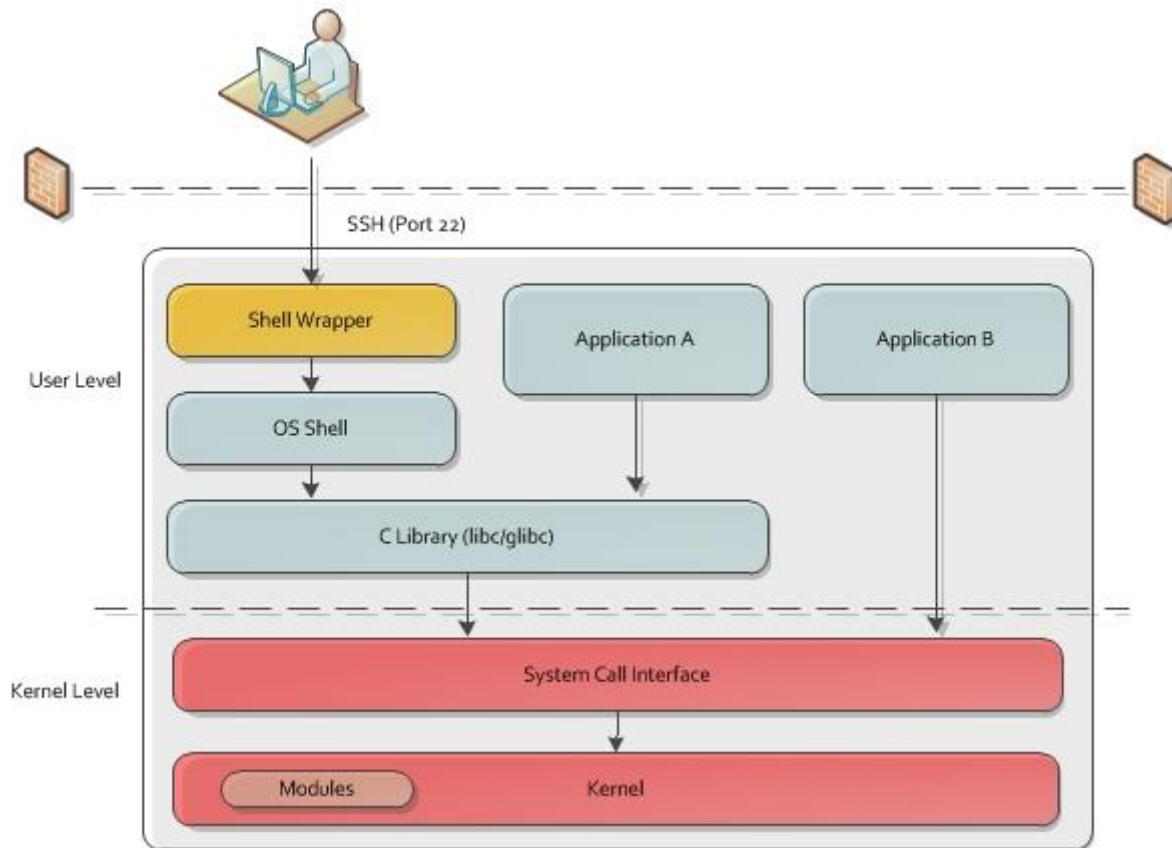 SSH (Port 22)
Shell Wrapper
Application A
Application B
User Level
OS Shell
C Library (libc/glibc)
System Call Interface
Kernel Level
Modules
Kernel